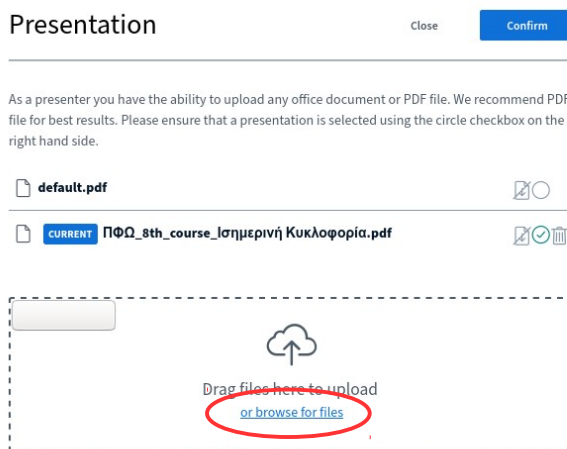 Presentation
Close
Confirm
As a presenter you have the ability to upload any office document or PDF file. We recommend PDF
file for best results. Please ensure that a presentation is selected using the circle checkbox on the
right hand side.
default.pdf
CURRENT ΠΦΩ_8th_course_Ισημερινή Κυκλοφορία.pdf
Drag files here to upload
or browse for files